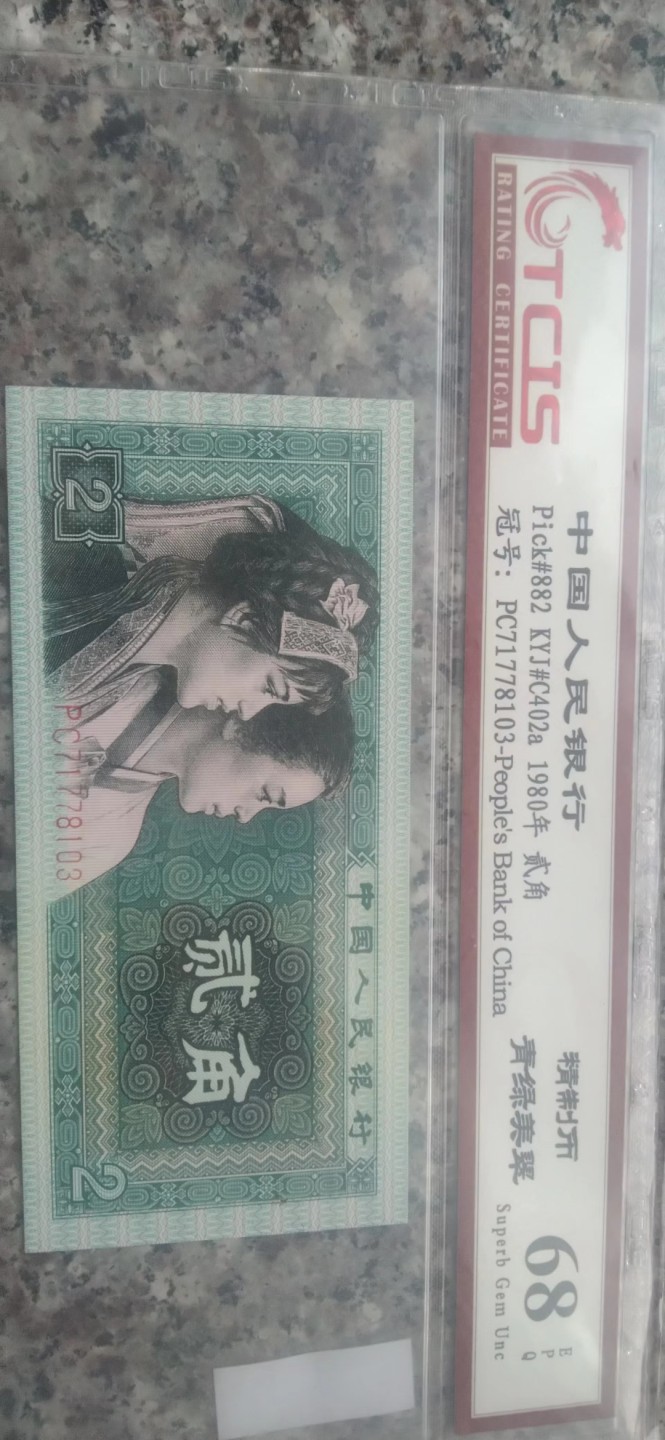 TCIS
RATING CERTIFICATE
中国人民银行
Pick#882 KYJ#C402a 1980年 贰角
冠号: PC71778103-People's Bank of China
精制币
青绿美翠
68
EPQ
Superb Gem Unc
中国人民银行
贰角
2
2
PC71778103